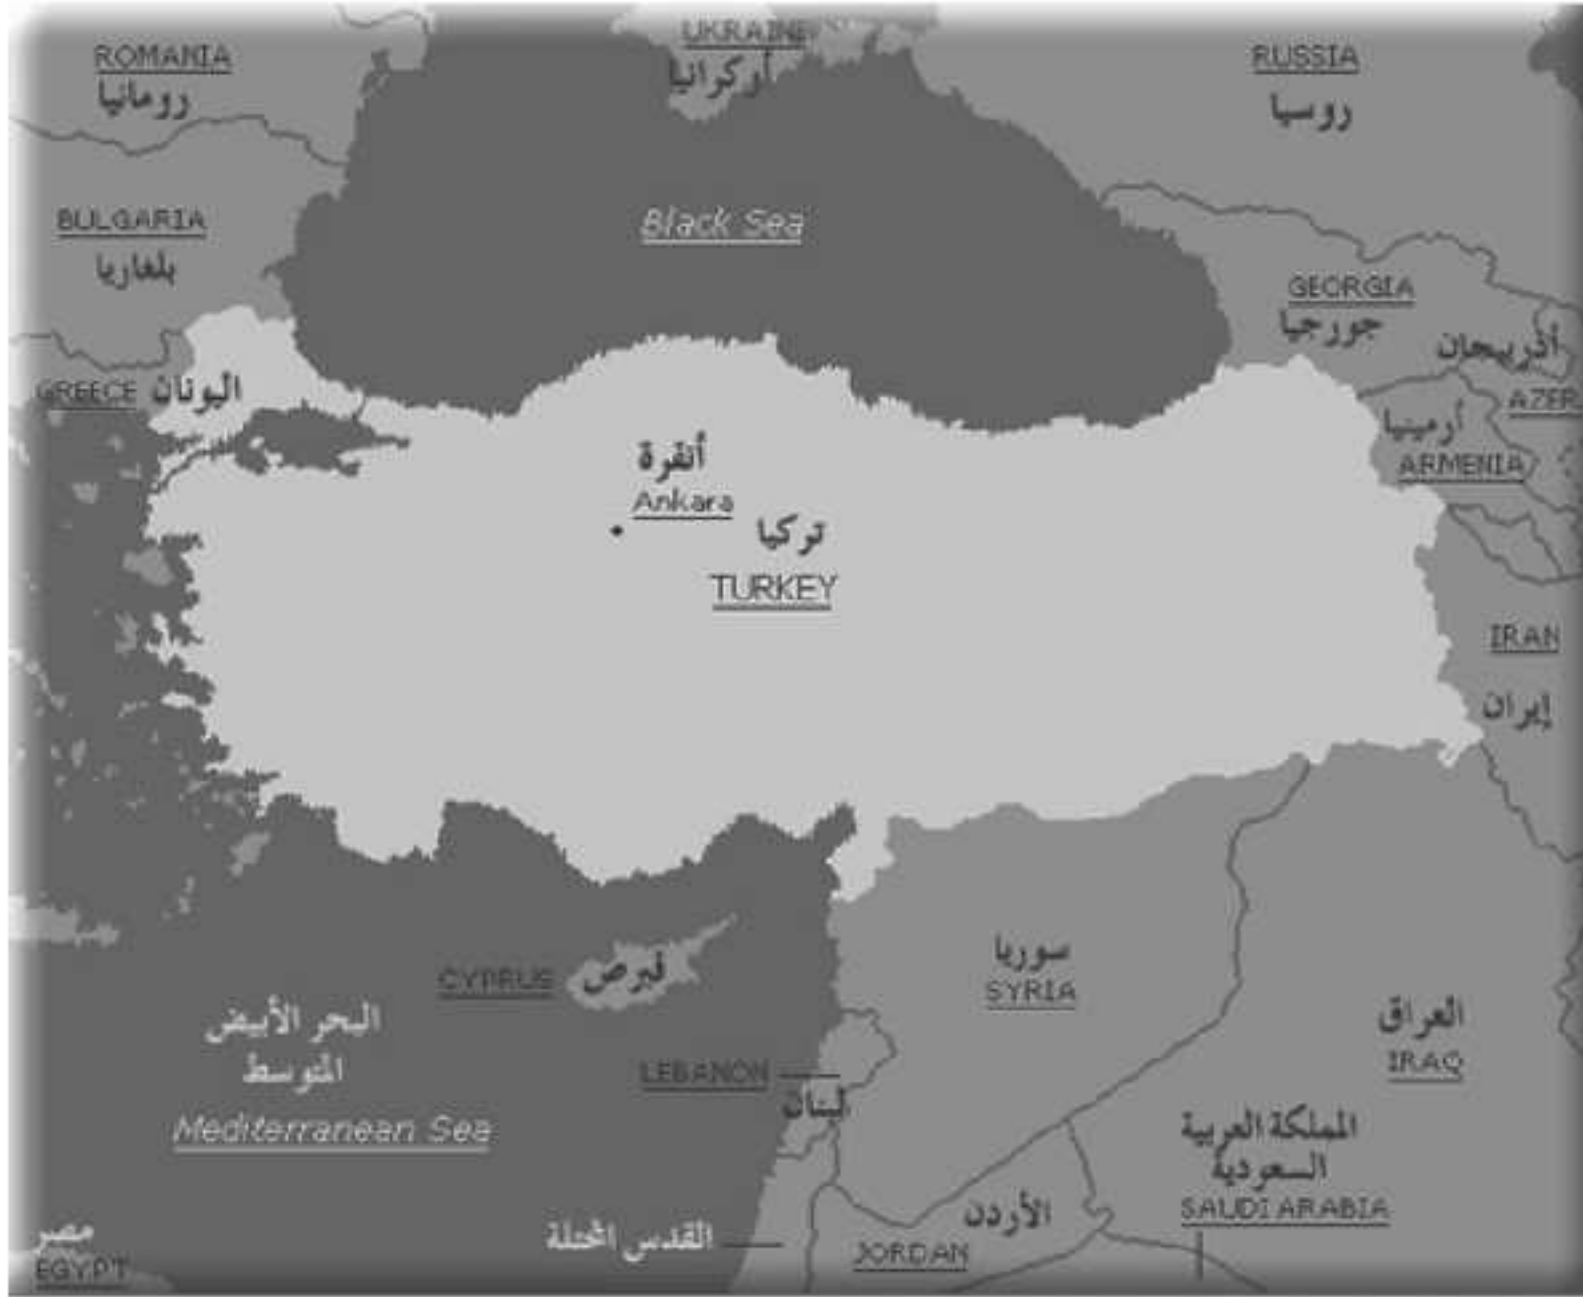 UKRAINE
أوكرانيا
ROMANIA
رومانيا
RUSSIA
روسيا
BULGARIA
بلغاريا
Black Sea
GEORGIA
جورجيا
أذربيجان
AZER
GREECE اليونان
أرمينيا
ARMENIA
أنقرة
Ankara
تركيا
TURKEY
IRAN
إيران
CYPRUS قبرص
سوريا
SYRIA
البحر الأبيض
المتوسط
Mediterranean Sea
العراق
IRAQ
LEBANON
لبنان
المملكة العربية
السعودية
SAUDI ARABIA
الأردن
JORDAN
القدس المحتلة
مصر
EGYPT